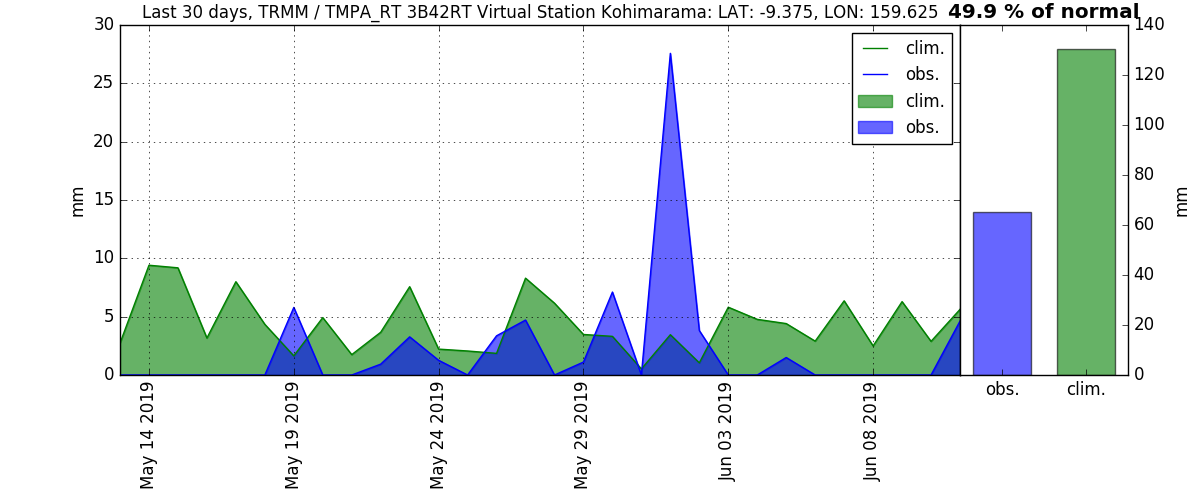 Last 30 days, TRMM / TMPA_RT 3B42RT Virtual Station Kohimarama: LAT: -9.375, LON: 159.625
49.9 % of normal
30
25
20
15
10
5
0
mm
clim.
obs.
clim.
obs.
May 14 2019
May 19 2019
May 24 2019
May 29 2019
Jun 03 2019
Jun 08 2019
140
120
100
80
60
40
20
0
mm
obs.
clim.